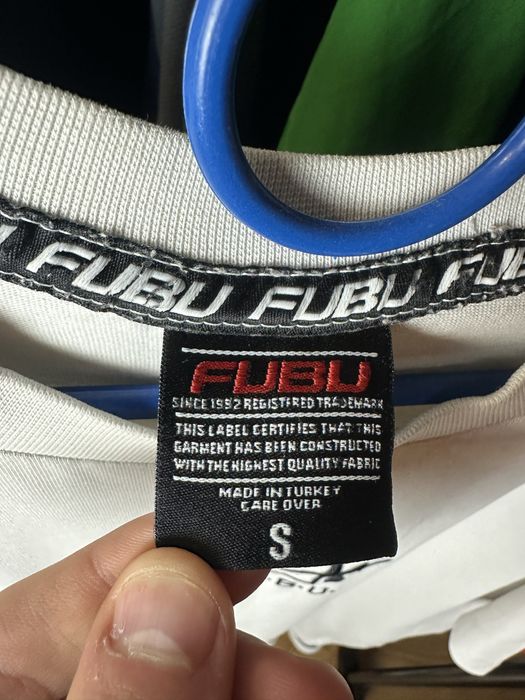 FUBU FUBU FUBU
FUBU
SINCE 1992 REGISTERED TRADEMARK
THIS LABEL CERTIFIES THAT THIS
GARMENT HAS BEEN CONSTRUCTED
WITH THE HIGHEST QUALITY FABRIC
MADE IN TURKEY
CARE OVER
S
B·U